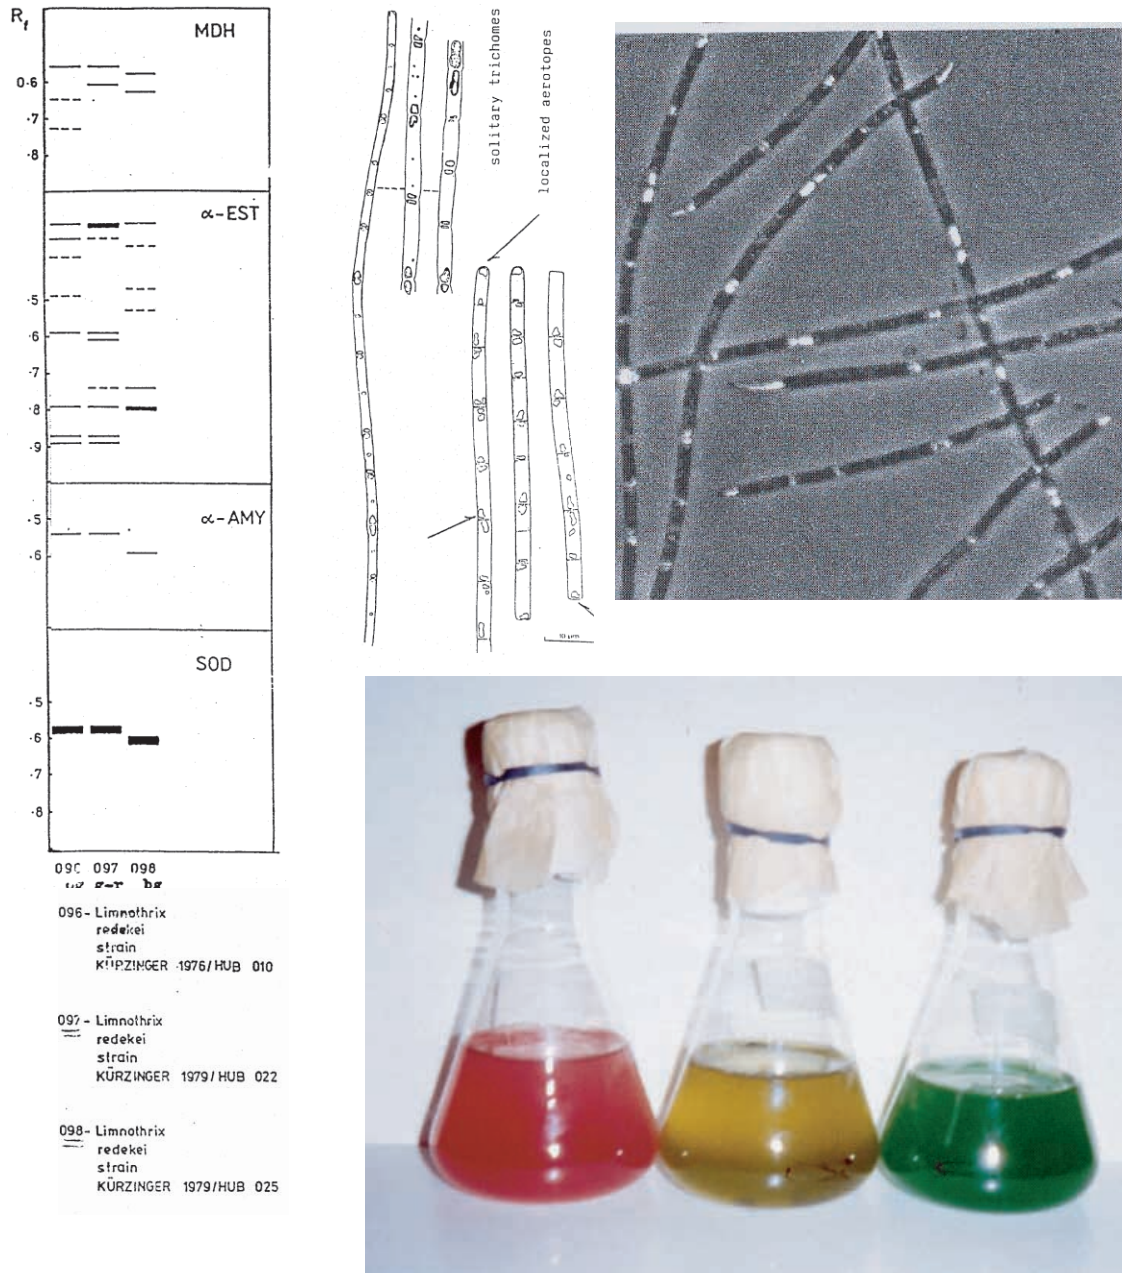 Rf
MDH
0.6
.7
.8
α-EST
.5
.6
.7
.8
.9
α-AMY
.5
.6
SOD
.5
.6
.7
.8
097 098
g-r bg
096- Limnothrix
redekei
strain
KÜRZINGER 1976/HUB 010
097- Limnothrix
redekei
strain
KÜRZINGER 1979/HUB 022
098- Limnothrix
redekei
strain
KÜRZINGER 1979/HUB 025
solitary trichomes
localized aerotopes
10 µm